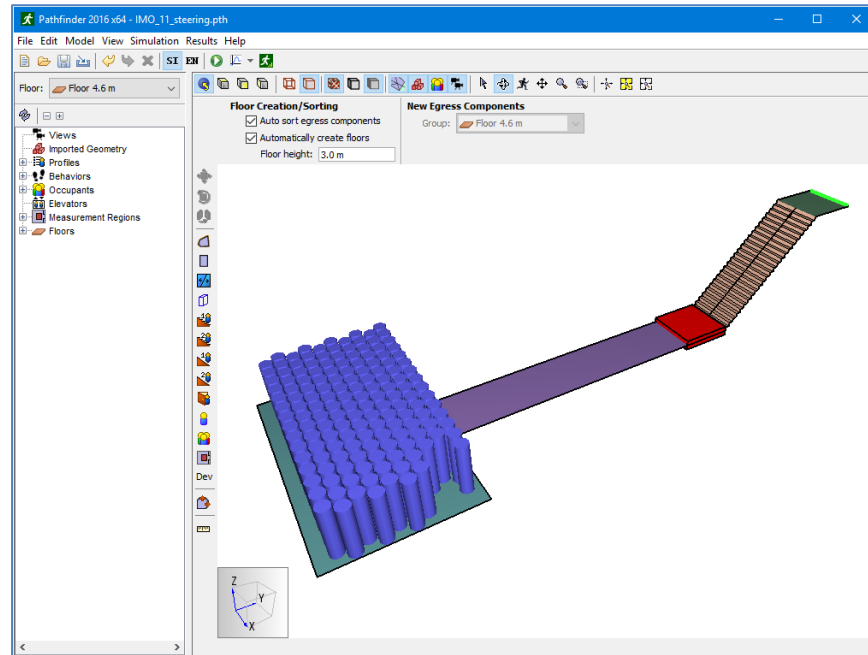 Pathfinder 2016 x64 - IMO_11_steering.pth
File Edit Model View Simulation Results Help
SI EN
Floor: Floor 4.6 m
Floor Creation/Sorting
Auto sort egress components
Automatically create floors
Floor height: 3.0 m
New Egress Components
Group: Floor 4.6 m
Views
Imported Geometry
Profiles
Behaviors
Occupants
Elevators
Measurement Regions
Floors
Dev
Z
Y
X